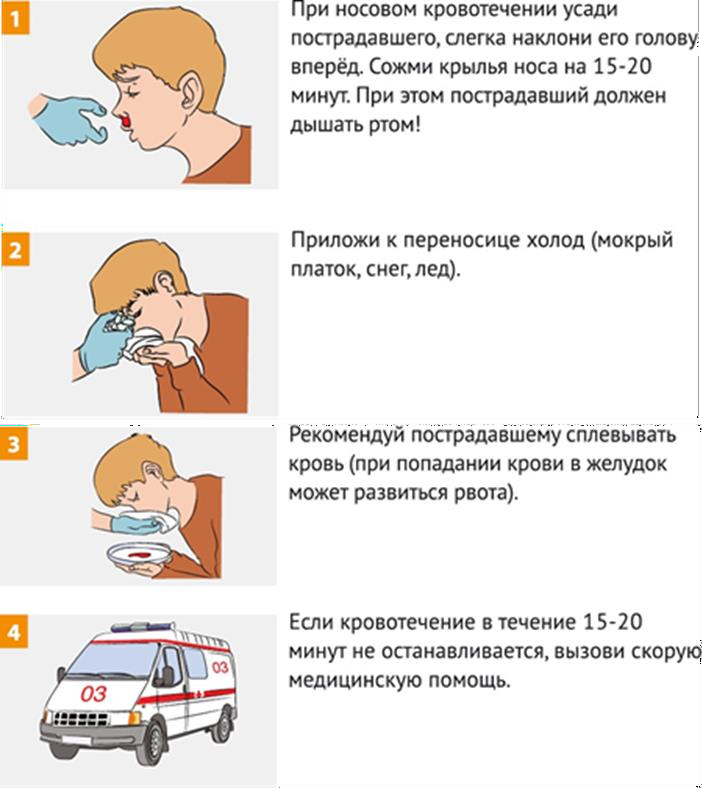 1
При носовом кровотечении усади
пострадавшего, слегка наклони его голову
вперёд. Сожми крылья носа на 15-20
минут. При этом пострадавший должен
дышать ртом!
2
Приложи к переносице холод (мокрый
платок, снег, лед).
3
Рекомендуй пострадавшему сплевывать
кровь (при попадании крови в желудок
может развиться рвота).
4
Если кровотечение в течение 15-20
минут не останавливается, вызови скорую
медицинскую помощь.
03
03
03